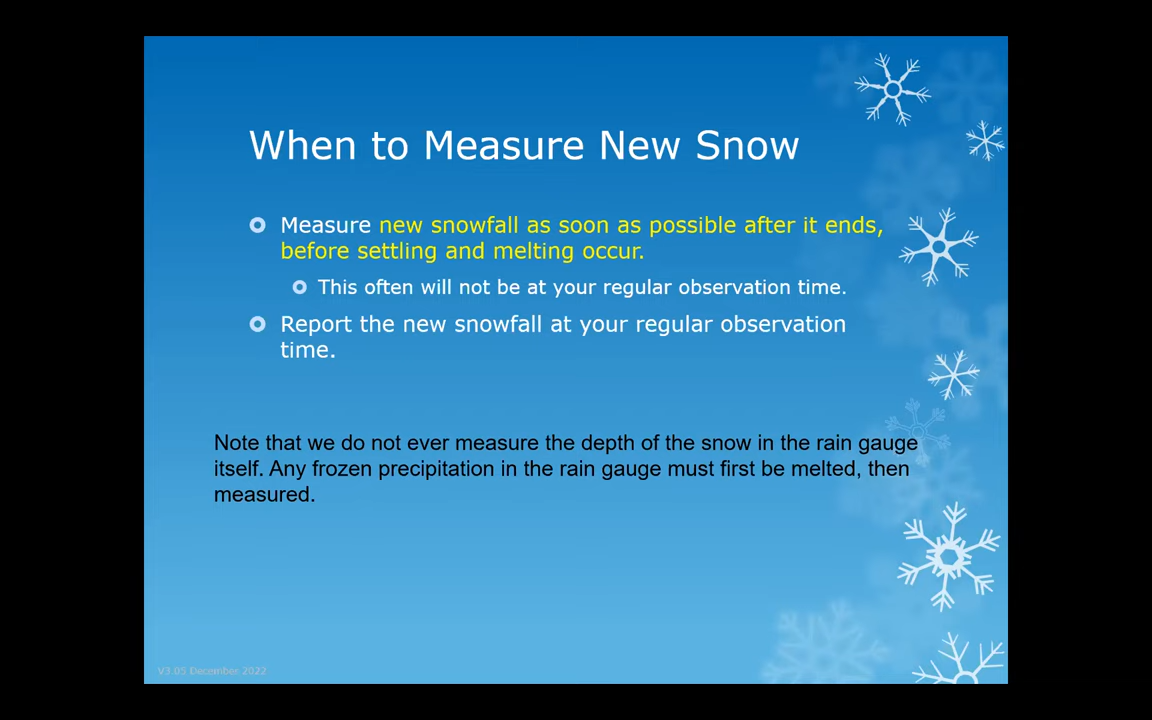 When to Measure New Snow
Measure new snowfall as soon as possible after it ends,
before settling and melting occur.
This often will not be at your regular observation time.
Report the new snowfall at your regular observation
time.
Note that we do not ever measure the depth of the snow in the rain gauge
itself. Any frozen precipitation in the rain gauge must first be melted, then
measured.
V3.05 December 2022